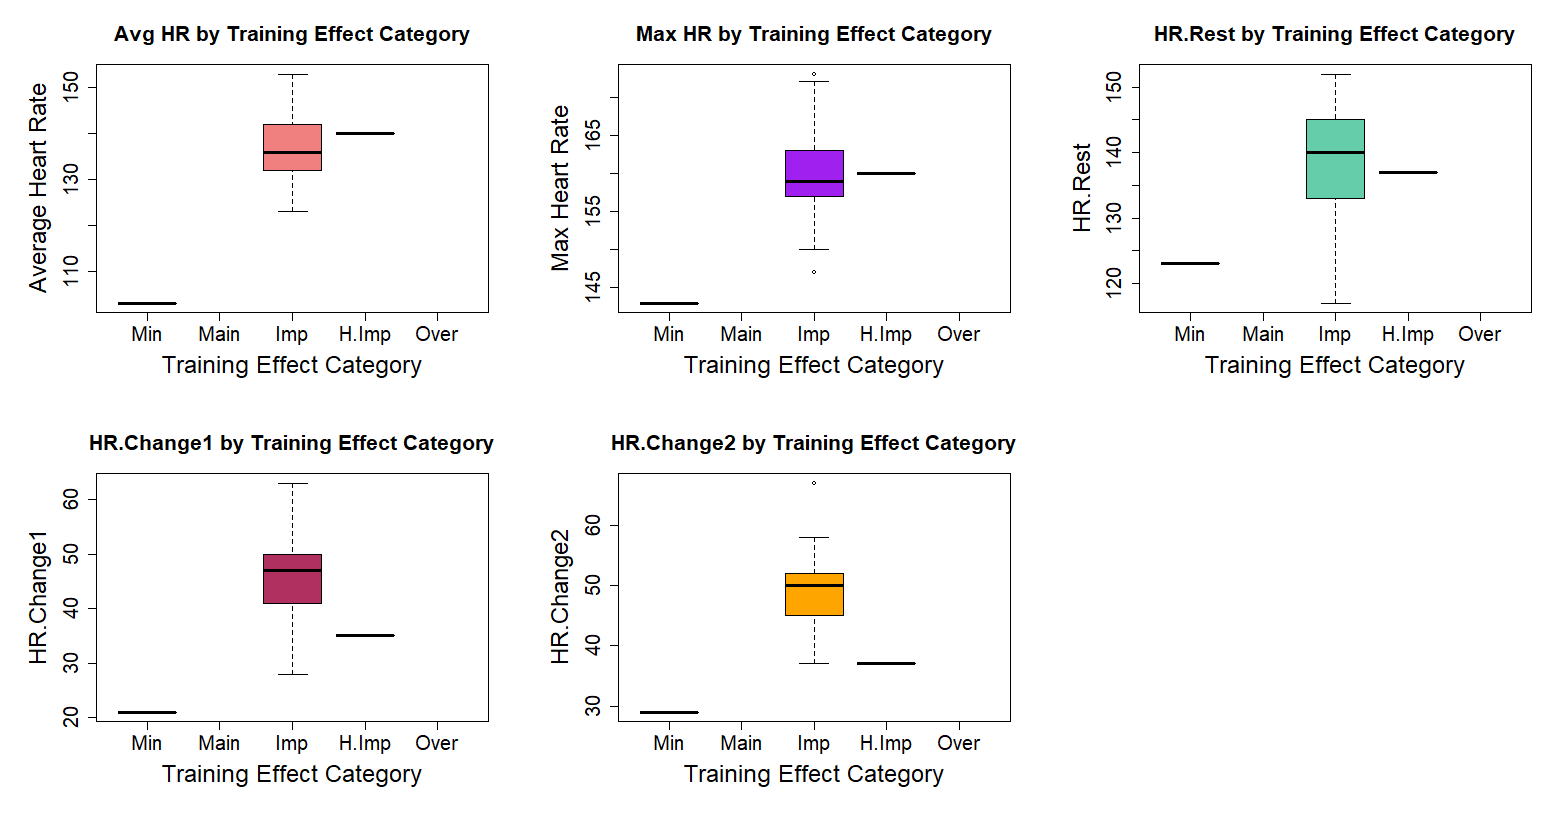 Avg HR by Training Effect Category
Average Heart Rate
150
130
110
Min Main Imp H.Imp Over
Training Effect Category
Max HR by Training Effect Category
Max Heart Rate
165
155
145
Min Main Imp H.Imp Over
Training Effect Category
HR.Rest by Training Effect Category
HR.Rest
150
140
130
120
Min Main Imp H.Imp Over
Training Effect Category
HR.Change1 by Training Effect Category
HR.Change1
60
50
40
30
20
Min Main Imp H.Imp Over
Training Effect Category
HR.Change2 by Training Effect Category
HR.Change2
60
50
40
30
Min Main Imp H.Imp Over
Training Effect Category